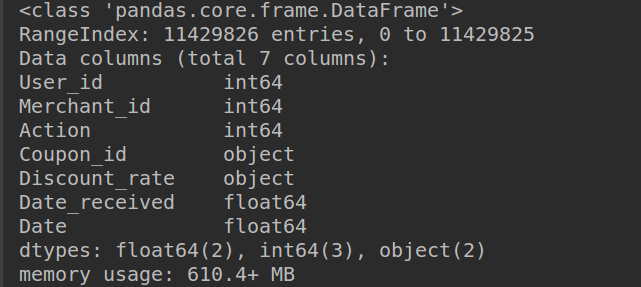 <class 'pandas.core.frame.DataFrame'>
RangeIndex: 11429826 entries, 0 to 11429825
Data columns (total 7 columns):
User_id          int64
Merchant_id      int64
Action           int64
Coupon_id        object
Discount_rate    object
Date_received    float64
Date             float64
dtypes: float64(2), int64(3), object(2)
memory usage: 610.4+ MB